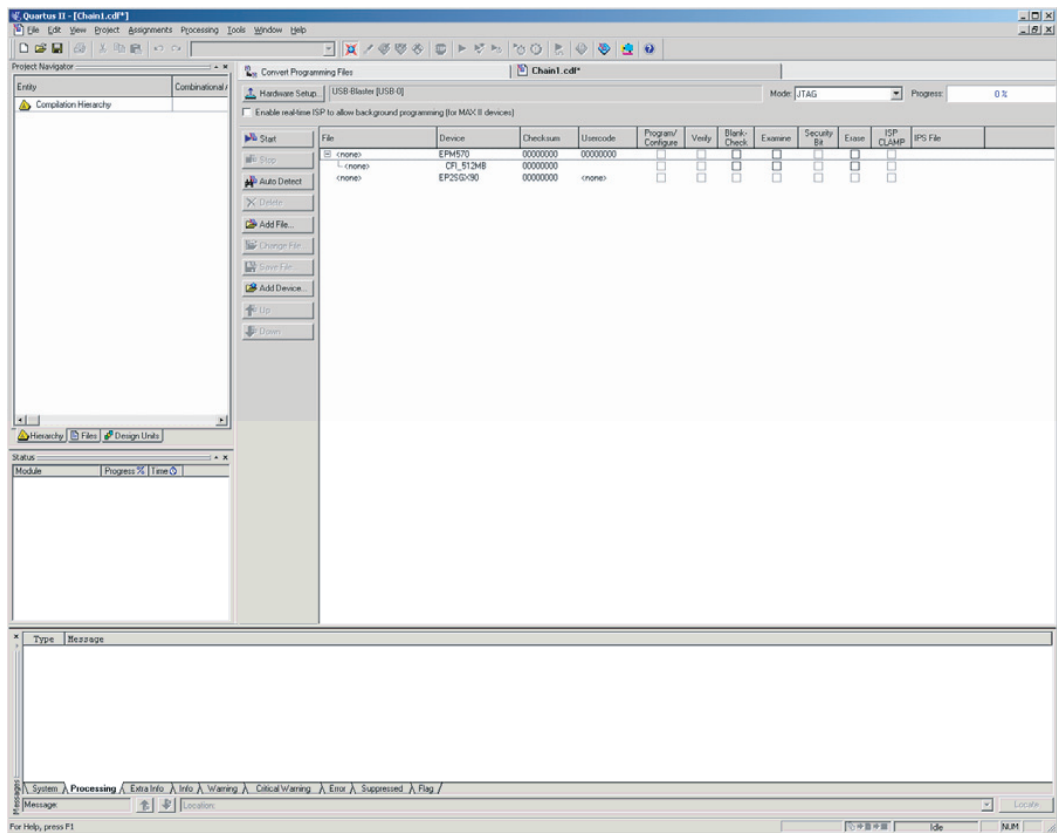 Quartus II - [Chain1.cdf*]
File Edit View Project Assignments Processing Tools Window Help
Project Navigator
Entity
Combinational
Compilation Hierarchy
Hierarchy Files Design Units
Status
Module Progress % Time
Convert Programming Files
Chain1.cdf*
Hardware Setup... USB-Blaster [USB-0]
Mode: JTAG
Progress: 0 %
Enable real-time ISP to allow background programming (for MAX II devices)
Start
Stop
Auto Detect
Delete
Add File...
Change File...
Save File...
Add Device...
Up
Down
File Device Checksum Usercode Program/Configure Verify Blank-Check Examine Security Bit Erase ISP CLAMP IPS File
<none> EPM570 00000000 00000000
<none> CFI_512MB 00000000
<none> EP2SGX90 00000000 <none>
Type Message
Messages
System Processing Extra Info Info Warning Critical Warning Error Suppressed Flag
Message: Location: Locate
For Help, press F1
Idle NUM